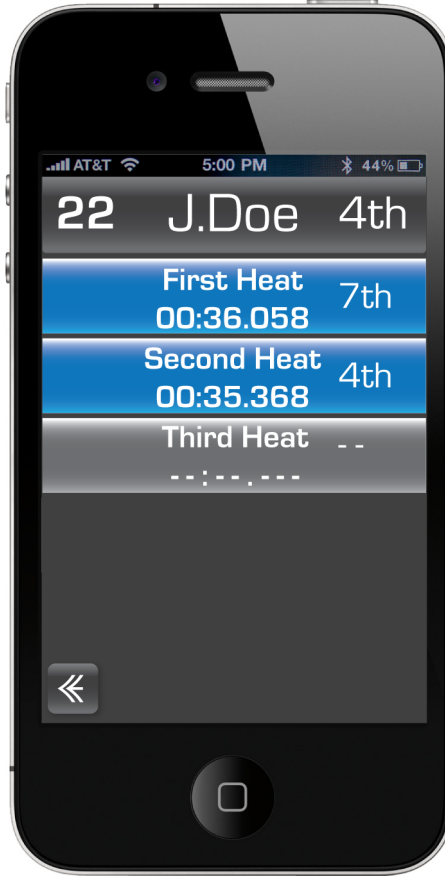 AT&T 5:00 PM 44%
22 J.Doe 4th
First Heat
00:36.058
7th
Second Heat
00:35.368
4th
Third Heat
--
--:--.---